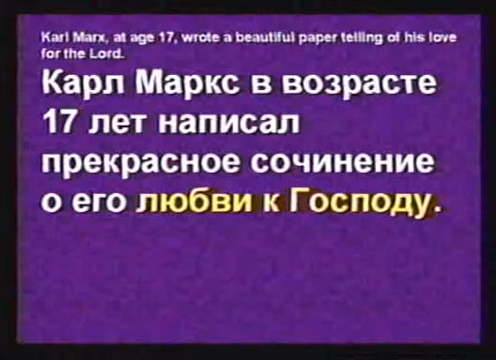 Karl Marx, at age 17, wrote a beautiful paper telling of his love
for the Lord.
Карл Маркс в возрасте
17 лет написал
прекрасное сочинение
о его любви к Господу.